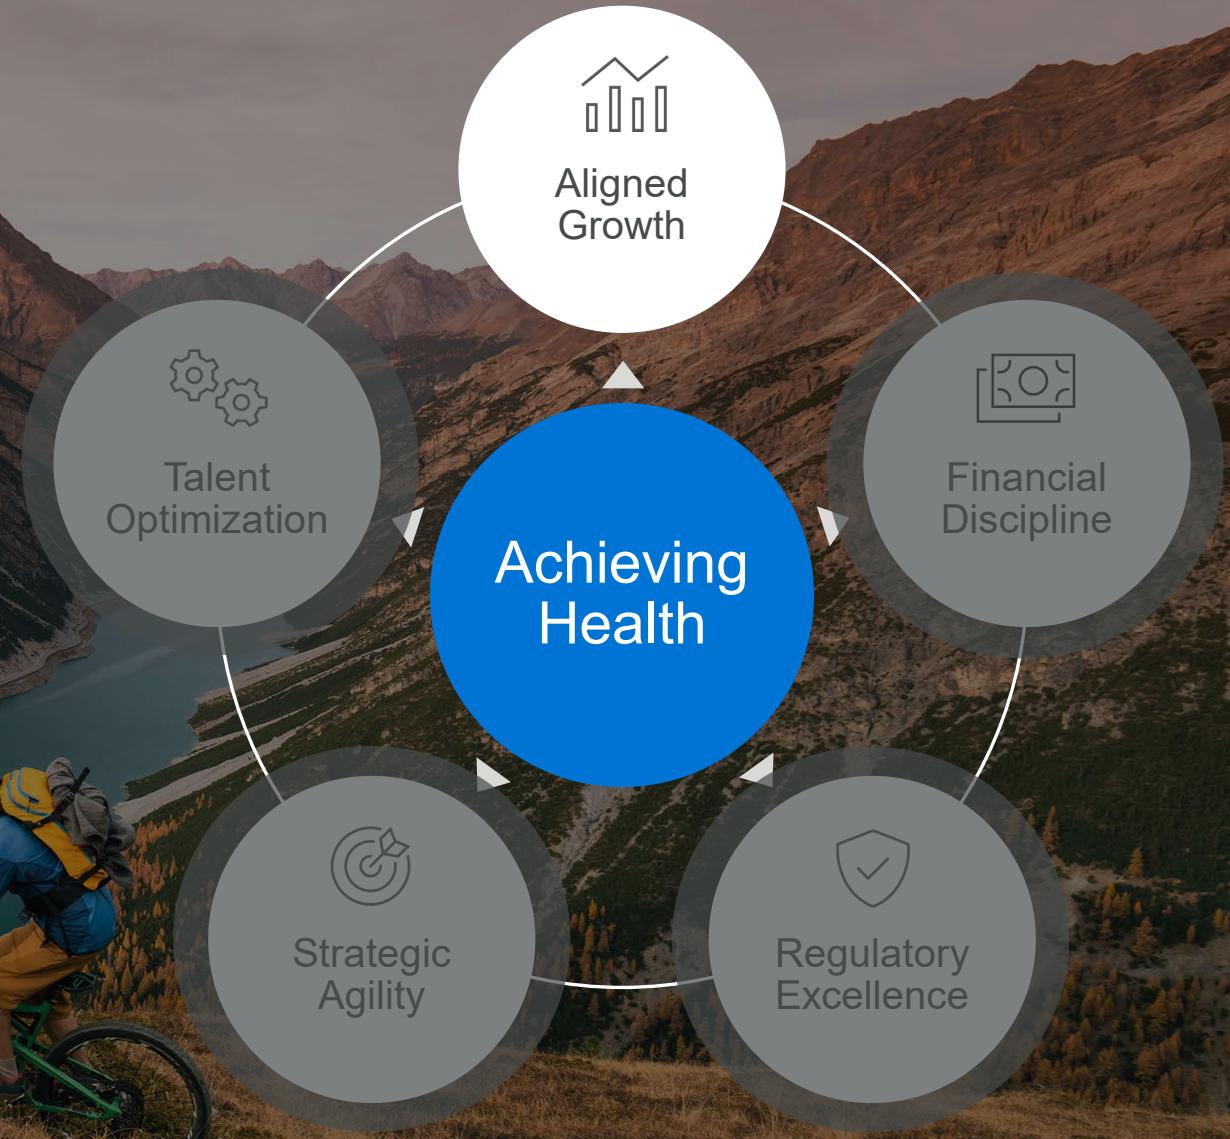 Aligned
Growth
Talent
Optimization
Financial
Discipline
Achieving
Health
Strategic
Agility
Regulatory
Excellence